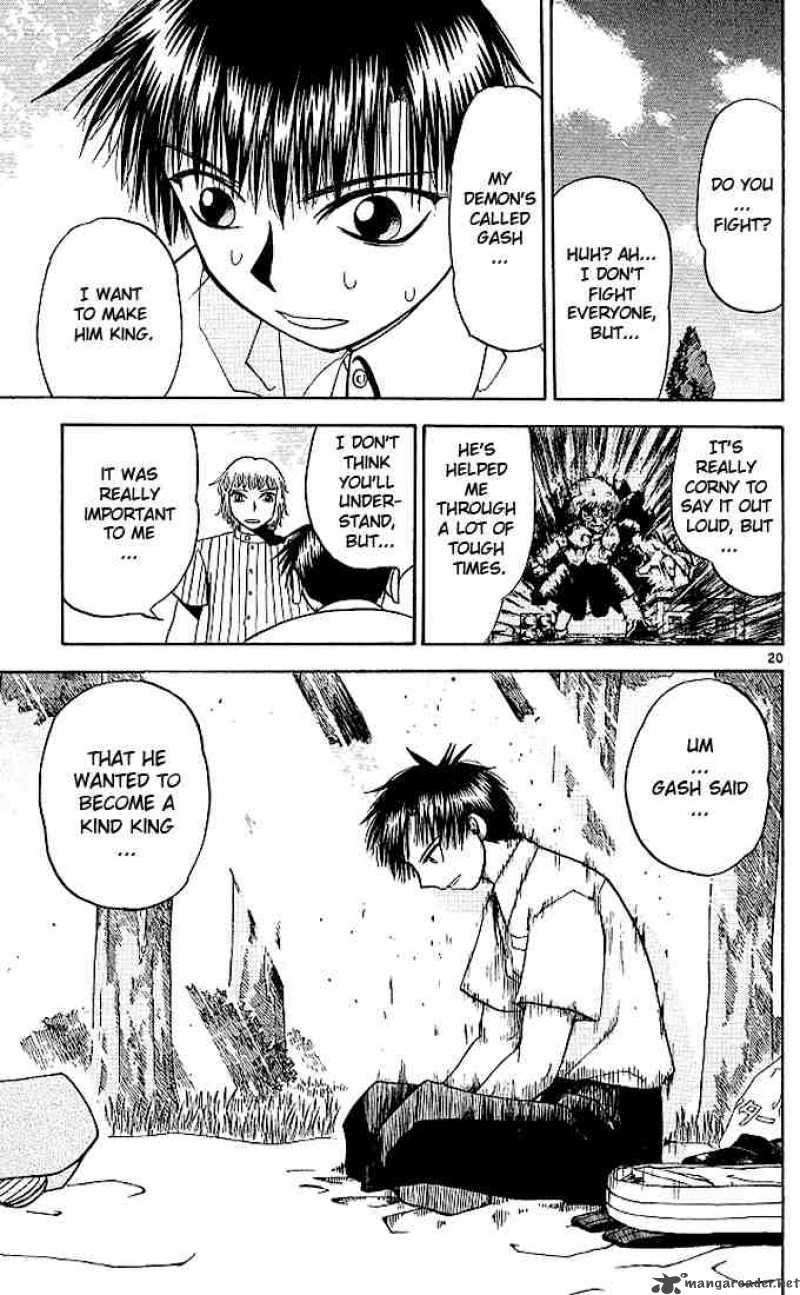 DO YOU
...
FIGHT?
HUH? AH...
I DON'T
FIGHT
EVERYONE,
BUT...
MY
DEMON'S
CALLED
GASH
...
I WANT
TO MAKE
HIM KING.
IT'S
REALLY
CORNY TO
SAY IT OUT
LOUD, BUT
...
HE'S
HELPED
ME
THROUGH
A LOT OF
TOUGH
TIMES.
I DON'T
THINK
YOU'LL
UNDER-
STAND,
BUT...
IT WAS
REALLY
IMPORTANT
TO ME
...
20
UM
...
GASH SAID
...
THAT HE
WANTED TO
BECOME A
KIND KING
...
ター
mangareader.net